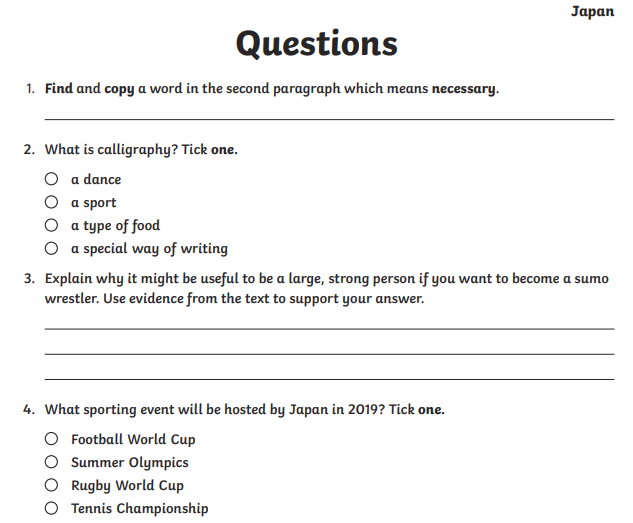 Japan
Questions
1. Find and copy a word in the second paragraph which means necessary.
2. What is calligraphy? Tick one.
a dance
a sport
a type of food
a special way of writing
3. Explain why it might be useful to be a large, strong person if you want to become a sumo
wrestler. Use evidence from the text to support your answer.
4. What sporting event will be hosted by Japan in 2019? Tick one.
Football World Cup
Summer Olympics
Rugby World Cup
Tennis Championship